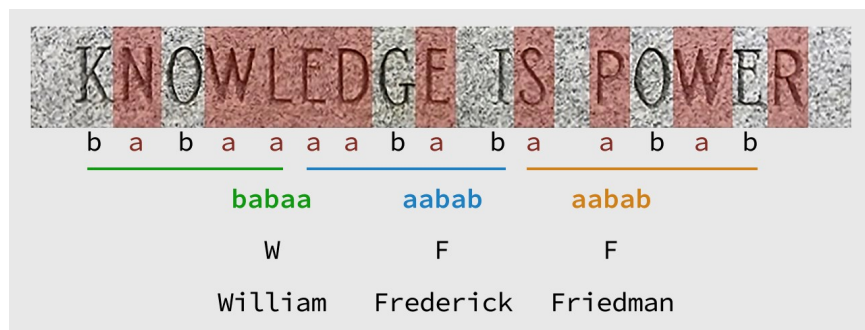 KNOWLEDGE IS POWER
b a b a a a a b a b a a b a b
babaa aabab aabab
W F F
William Frederick Friedman